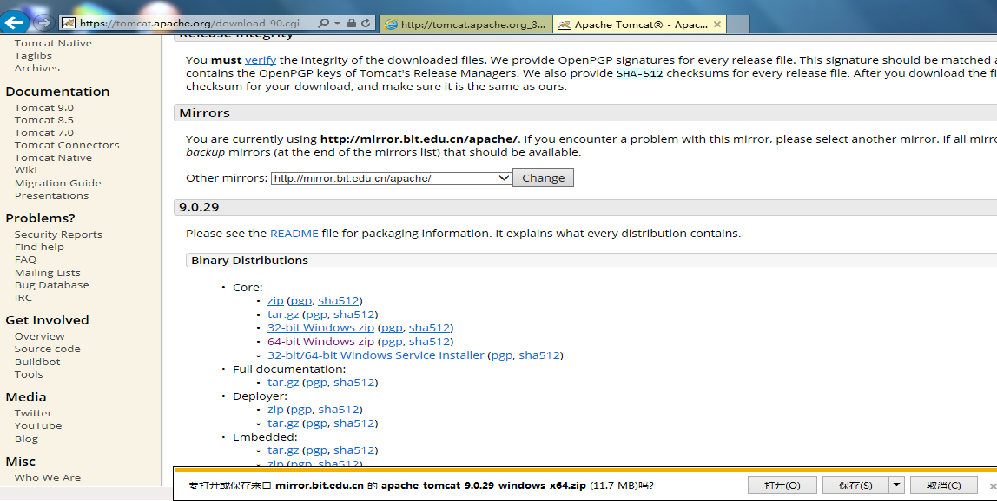 https://tomcat.apache.org/download_90.cgi
http://tomcat.apache.org_3...
Apache Tomcat® - Apac...
Tomcat Native
Taglibs
Archives
Documentation
Tomcat 9.0
Tomcat 8.5
Tomcat 7.0
Tomcat Connectors
Tomcat Native
Wiki
Migration Guide
Presentations
Problems?
Security Reports
Find help
FAQ
Mailing Lists
Bug Database
IRC
Get Involved
Overview
Source code
Buildbot
Tools
Media
Twitter
YouTube
Blog
Misc
Who We Are
Release Integrity
You must verify the integrity of the downloaded files. We provide OpenPGP signatures for every release file. This signature should be matched a
contains the OpenPGP keys of Tomcat's Release Managers. We also provide SHA-512 checksums for every release file. After you download the fi
checksum for your download, and make sure it is the same as ours.
Mirrors
You are currently using http://mirror.bit.edu.cn/apache/. If you encounter a problem with this mirror, please select another mirror. If all mirro
backup mirrors (at the end of the mirrors list) that should be available.
Other mirrors: http://mirror.bit.edu.cn/apache/ Change
9.0.29
Please see the README file for packaging information. It explains what every distribution contains.
Binary Distributions
• Core:
• zip (pgp, sha512)
• tar.gz (pgp, sha512)
• 32-bit Windows zip (pgp, sha512)
• 64-bit Windows zip (pgp, sha512)
• 32-bit/64-bit Windows Service Installer (pgp, sha512)
• Full documentation:
• tar.gz (pgp, sha512)
• Deployer:
• zip (pgp, sha512)
• tar.gz (pgp, sha512)
• Embedded:
• tar.gz (pgp, sha512)
• zip (pgp, sha512)
要打开或保存来自 mirror.bit.edu.cn 的 apache-tomcat-9.0.29-windows-x64.zip (11.7 MB)吗? 打开(O) 保存(S) 取消(C)